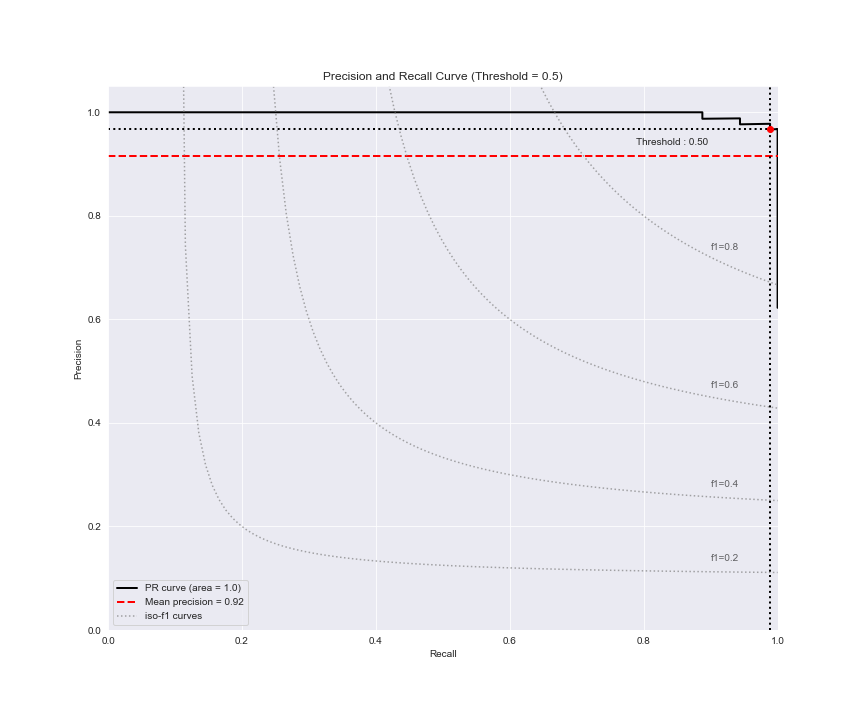 Precision and Recall Curve (Threshold = 0.5)
1.0
Threshold : 0.50
0.8
f1=0.8
0.6
Precision
f1=0.6
0.4
f1=0.4
0.2
f1=0.2
PR curve (area = 1.0)
Mean precision = 0.92
iso-f1 curves
0.0
0.0 0.2 0.4 0.6 0.8 1.0
Recall